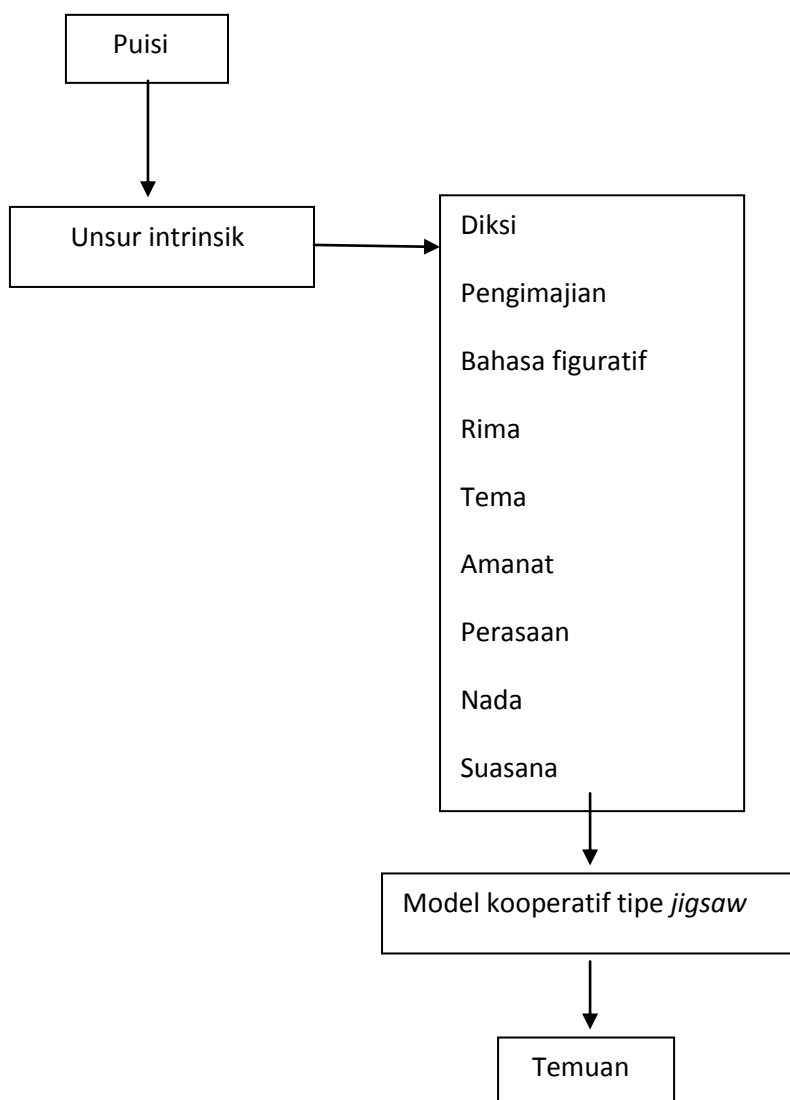 Puisi
Unsur intrinsik
Diksi
Pengimajian
Bahasa figuratif
Rima
Tema
Amanat
Perasaan
Nada
Suasana
Model kooperatif tipe jigsaw
Temuan